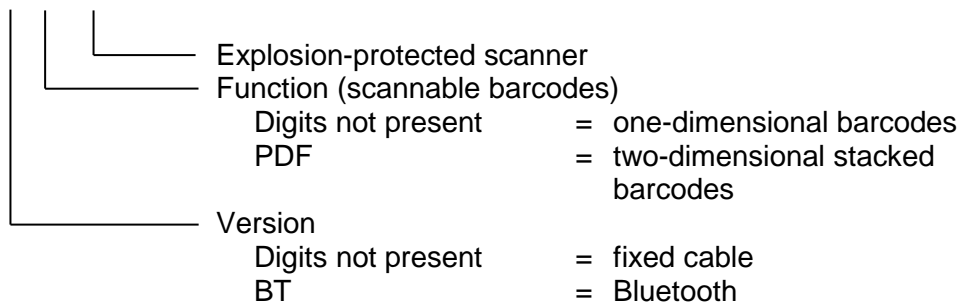 Explosion-protected scanner
Function (scannable barcodes)
Digits not present = one-dimensional barcodes
PDF = two-dimensional stacked
barcodes
Version
Digits not present = fixed cable
BT = Bluetooth